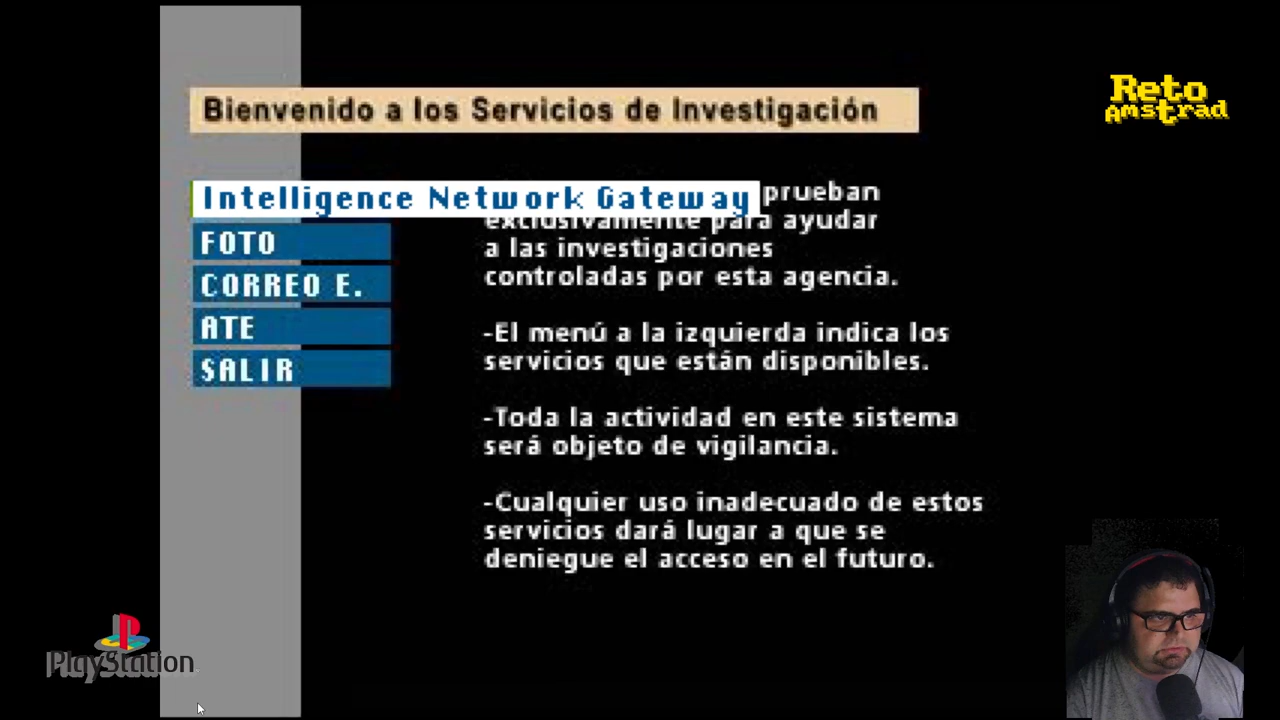 Reto
Amstrad
Bienvenido a los Servicios de Investigación
Intelligence Network Gateway
prueban
exclusivamente para ayudar
a las investigaciones
controladas por esta agencia.
FOTO
CORREO E.
ATE
SALIR
-El menú a la izquierda indica los
servicios que están disponibles.
-Toda la actividad en este sistema
será objeto de vigilancia.
-Cualquier uso inadecuado de estos
servicios dará lugar a que se
deniegue el acceso en el futuro.
PlayStation